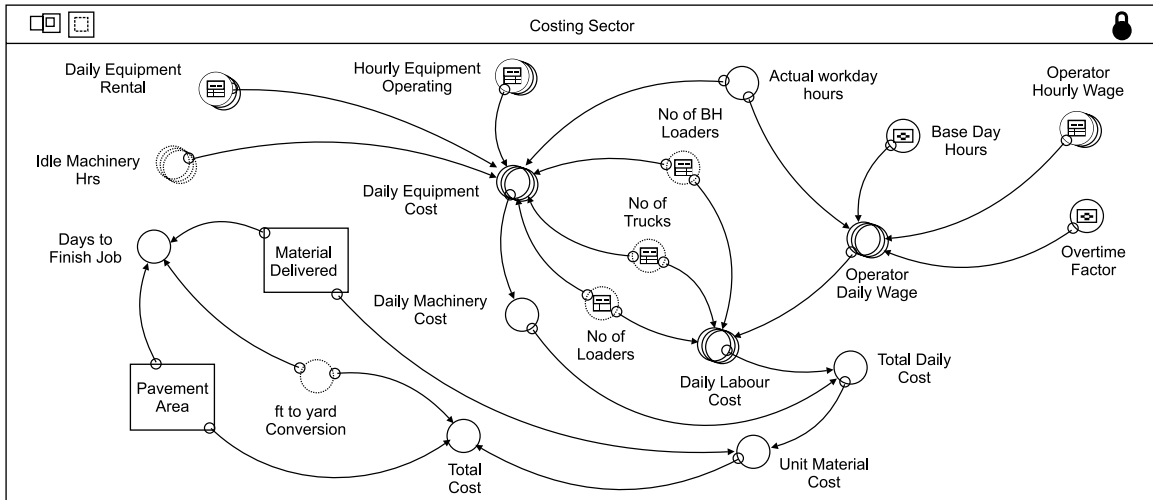 Costing Sector
Daily Equipment
Rental
Hourly Equipment
Operating
Actual workday
hours
Operator
Hourly Wage
No of BH
Loaders
Base Day
Hours
Idle Machinery
Hrs
Daily Equipment
Cost
No of
Trucks
Days to
Finish Job
Material
Delivered
Operator
Daily Wage
Overtime
Factor
Daily Machinery
Cost
No of
Loaders
Pavement
Area
ft to yard
Conversion
Daily Labour
Cost
Total Daily
Cost
Total
Cost
Unit Material
Cost